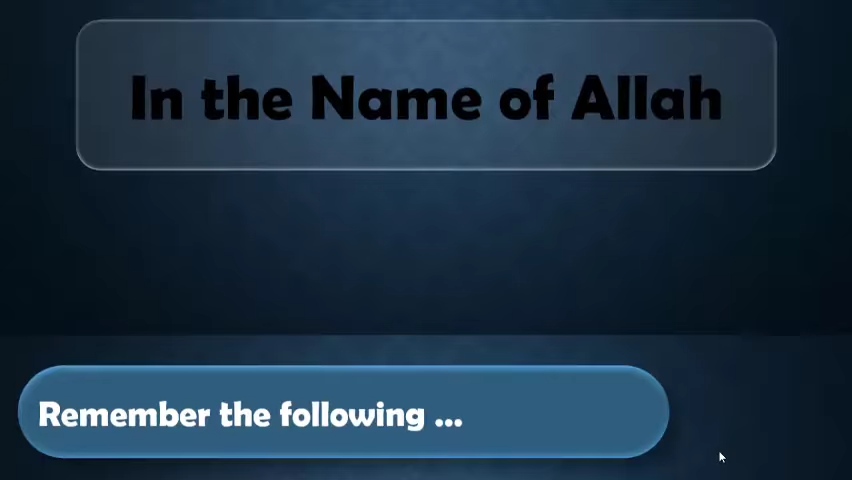 In the Name of Allah
Remember the following ...